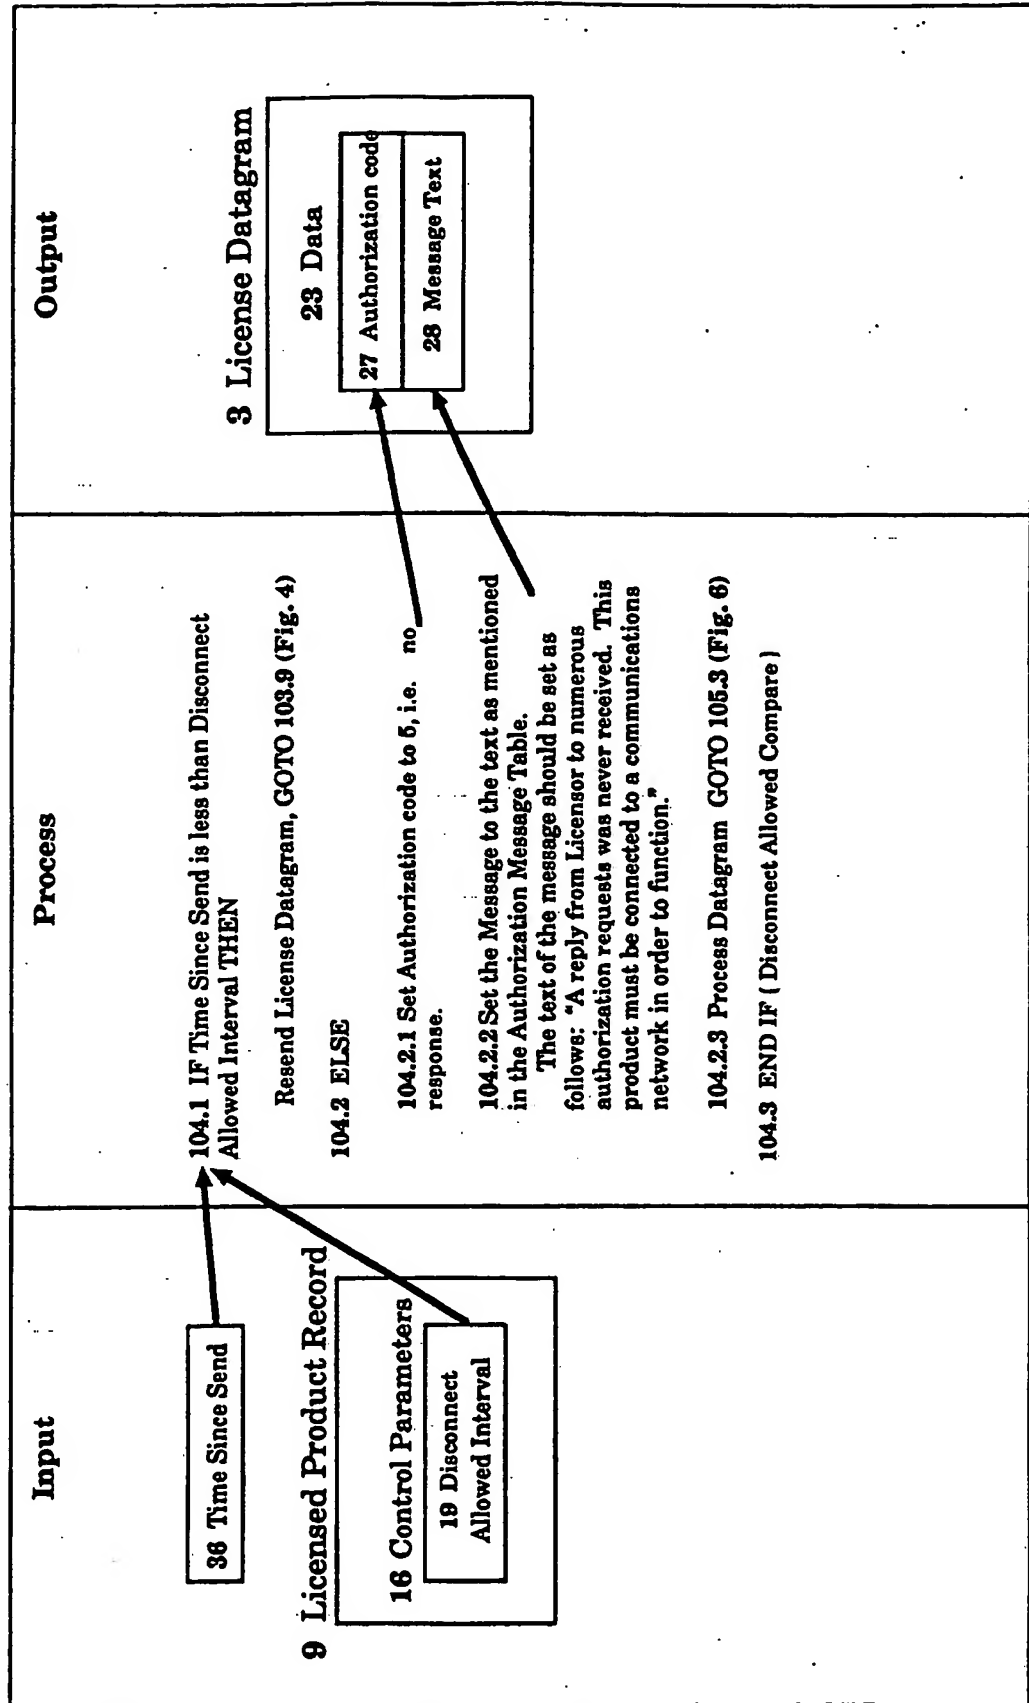 Input
36 Time Since Send
9 Licensed Product Record
16 Control Parameters
19 Disconnect
Allowed Interval
Process
104.1 IF Time Since Send is less than Disconnect
Allowed Interval THEN
Resend License Datagram, GOTO 103.9 (Fig. 4)
104.2 ELSE
104.2.1 Set Authorization code to 5, i.e. no
response.
104.2.2 Set the Message to the text as mentioned
in the Authorization Message Table.
The text of the message should be set as
follows: "A reply from Licensor to numerous
authorization requests was never received. This
product must be connected to a communications
network in order to function."
104.2.3 Process Datagram GOTO 105.3 (Fig. 6)
104.3 END IF ( Disconnect Allowed Compare )
Output
3 License Datagram
23 Data
27 Authorization code
28 Message Text